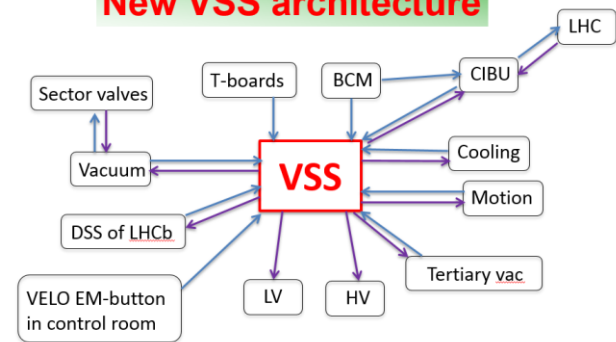 New VSS architecture
LHC
CIBU
T-boards
BCM
Sector valves
Cooling
Vacuum
VSS
Motion
DSS of LHCb
Tertiary vac
VELO EM-button
in control room
LV
HV